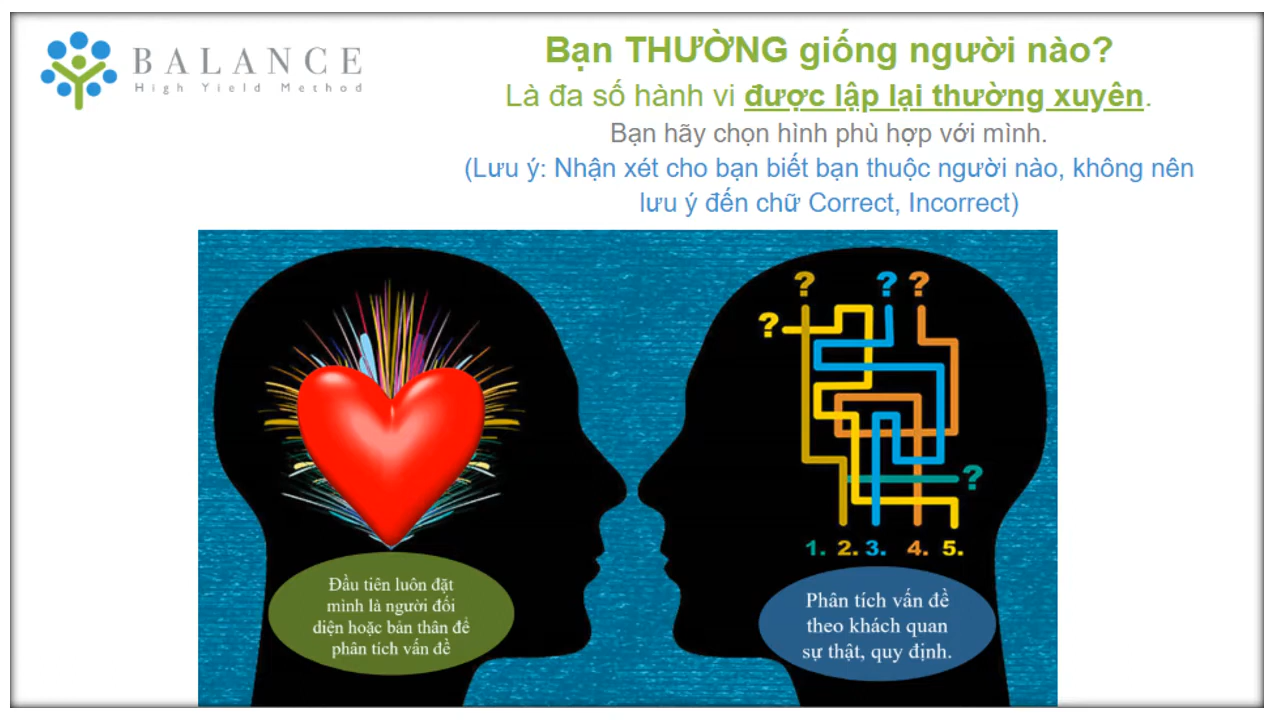 BALANCE
High Yield Method
Bạn THƯỜNG giống người nào?
Là đa số hành vi được lập lại thường xuyên.
Bạn hãy chọn hình phù hợp với mình.
(Lưu ý: Nhận xét cho bạn biết bạn thuộc người nào, không nên
lưu ý đến chữ Correct, Incorrect)
? ? ?
?
?
1. 2. 3. 4. 5.
Đầu tiên luôn đặt
mình là người đối
diện hoặc bản thân để
phân tích vấn đề
Phân tích vấn đề
theo khách quan
sự thật, quy định.